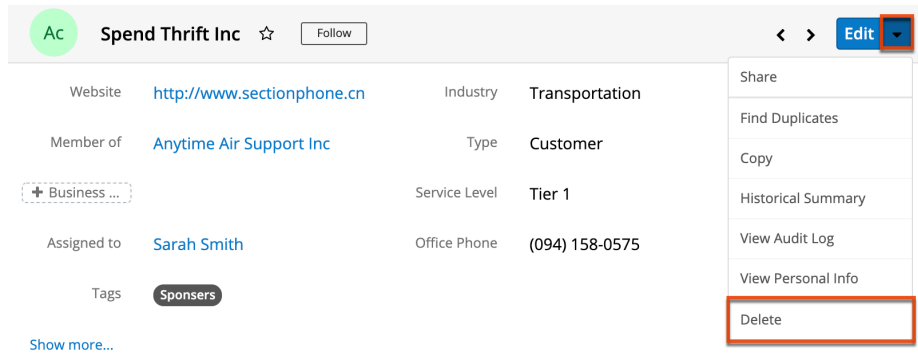 Ac Spend Thrift Inc Follow Edit
Website http://www.sectionphone.cn Industry Transportation
Member of Anytime Air Support Inc Type Customer
+ Business ... Service Level Tier 1
Assigned to Sarah Smith Office Phone (094) 158-0575
Tags Sponsers
Show more...
Share
Find Duplicates
Copy
Historical Summary
View Audit Log
View Personal Info
Delete